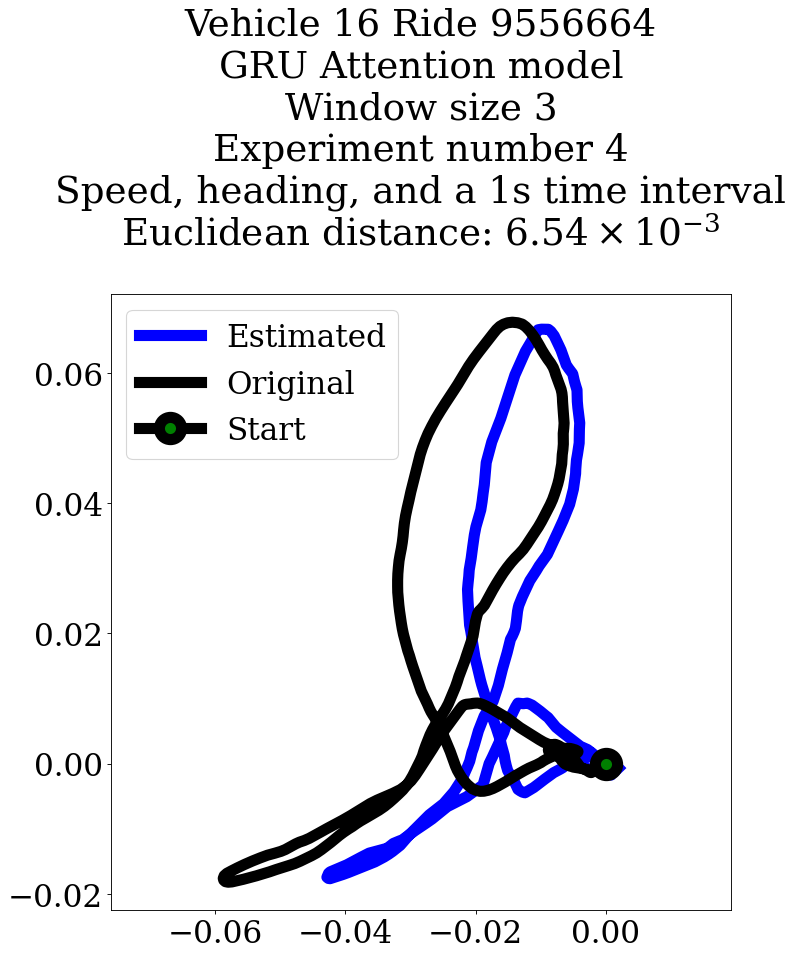 Vehicle 16 Ride 9556664
GRU Attention model
Window size 3
Experiment number 4
Speed, heading, and a 1s time interval
Euclidean distance: 6.54 × 10⁻³
Estimated
Original
Start
0.06
0.04
0.02
0.00
−0.02
−0.06
−0.04
−0.02
0.00